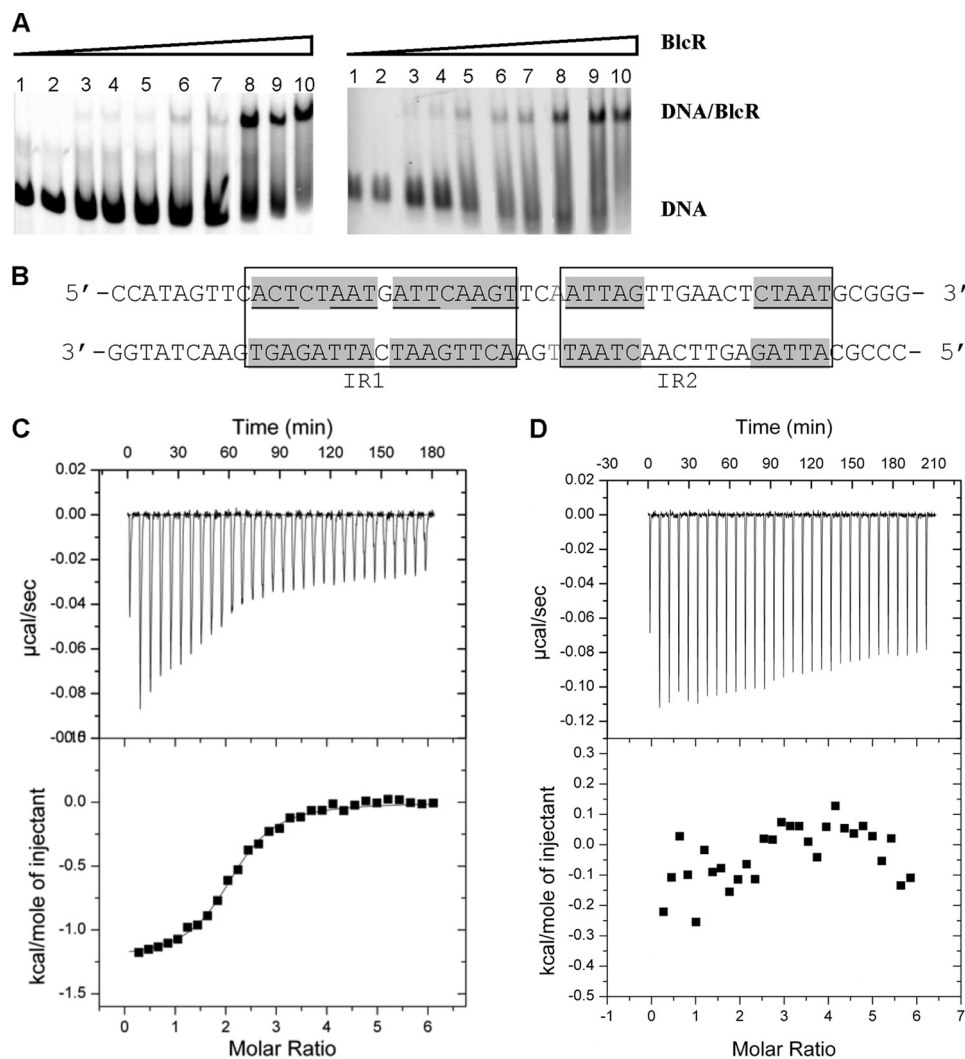 A
BlcR
1 2 3 4 5 6 7 8 9 10
1 2 3 4 5 6 7 8 9 10
DNA/BlcR
DNA
B
5'-CCATAGTTCACTCTAATGATTCAAGTTCAATTAGTTGAACTCTAATGCGGG- 3'
3'-GGTATCAAGTGAGATTACTAAGTTCAAGTTAATCAACTTGAGATTACGCCC- 5'
IR1 IR2
C
Time (min)
0 30 60 90 120 150 180
0.02
0.00
-0.02
-0.04
-0.06
-0.08
µcal/sec
0.0
-0.5
-1.0
-1.5
kcal/mole of injectant
0 1 2 3 4 5 6
Molar Ratio
D
Time (min)
-30 0 30 60 90 120 150 180 210
0.02
0.00
-0.02
-0.04
-0.06
-0.08
-0.10
-0.12
µcal/sec
0.3
0.2
0.1
0.0
-0.1
-0.2
-0.3
-0.4
-0.5
kcal/mole of injectant
-1 0 1 2 3 4 5 6 7
Molar Ratio